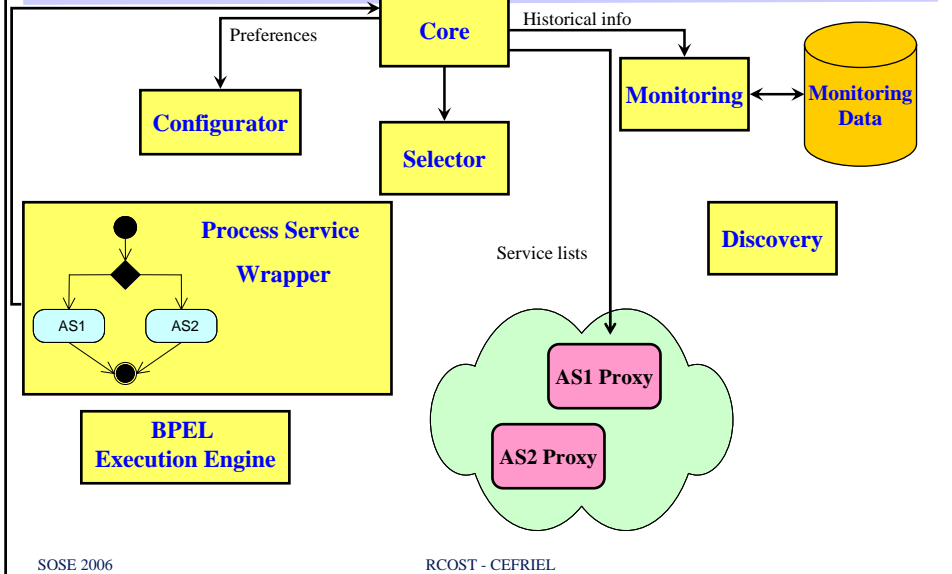 Core
Historical info
Preferences
Monitoring
Monitoring
Data
Configurator
Selector
Process Service
Wrapper
Discovery
Service lists
AS1
AS2
AS1 Proxy
BPEL
Execution Engine
AS2 Proxy
SOSE 2006
RCOST - CEFRIEL